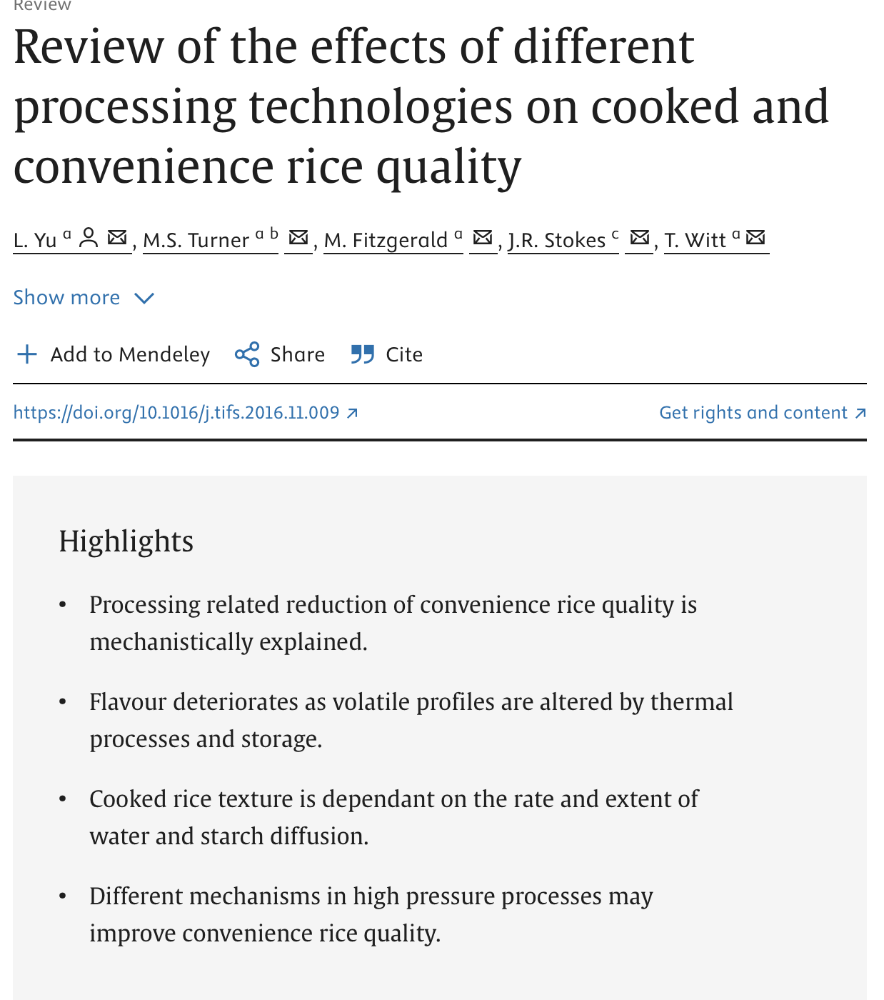 Review
Review of the effects of different
processing technologies on cooked and
convenience rice quality
L. Yu a, M.S. Turner a b, M. Fitzgerald a, J.R. Stokes c, T. Witt a
Show more
Add to Mendeley Share Cite
https://doi.org/10.1016/j.tifs.2016.11.009 Get rights and content
Highlights
• Processing related reduction of convenience rice quality is
mechanistically explained.
• Flavour deteriorates as volatile profiles are altered by thermal
processes and storage.
• Cooked rice texture is dependant on the rate and extent of
water and starch diffusion.
• Different mechanisms in high pressure processes may
improve convenience rice quality.